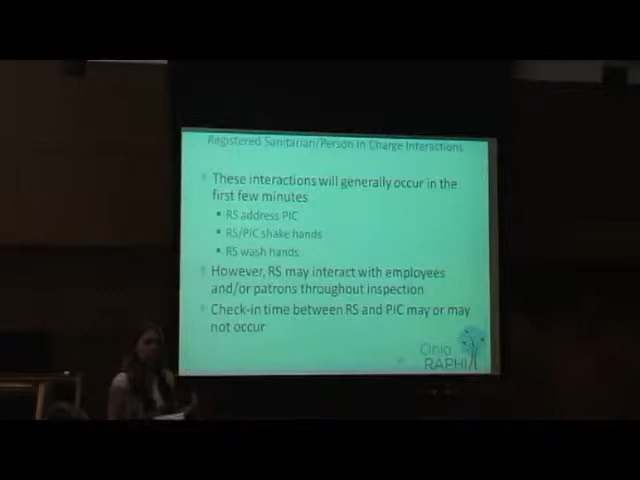 Registered Sanitarian/Person In Charge Interactions
These interactions will generally occur in the
first few minutes
RS address PIC
RS/PIC shake hands
RS wash hands
However, RS may interact with employees
and/or patrons throughout inspection
Check-in time between RS and PIC may or may
not occur
Ohio
RAPHI